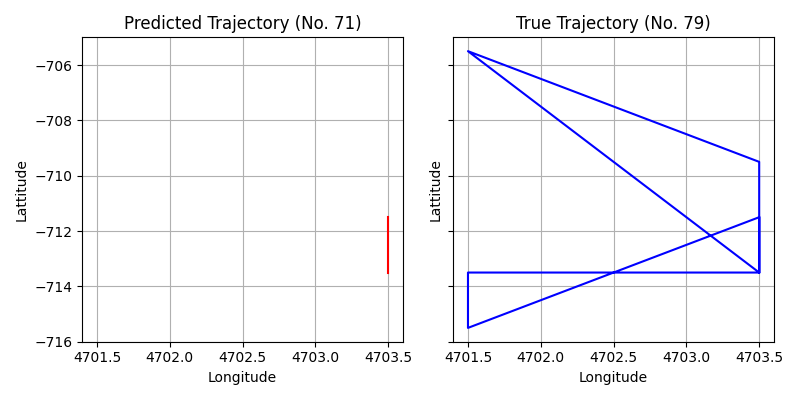 Predicted Trajectory (No. 71)
True Trajectory (No. 79)
Lattitude
−706
−708
−710
−712
−714
−716
4701.5
4702.0
4702.5
4703.0
4703.5
Longitude
Lattitude
4701.5
4702.0
4702.5
4703.0
4703.5
Longitude